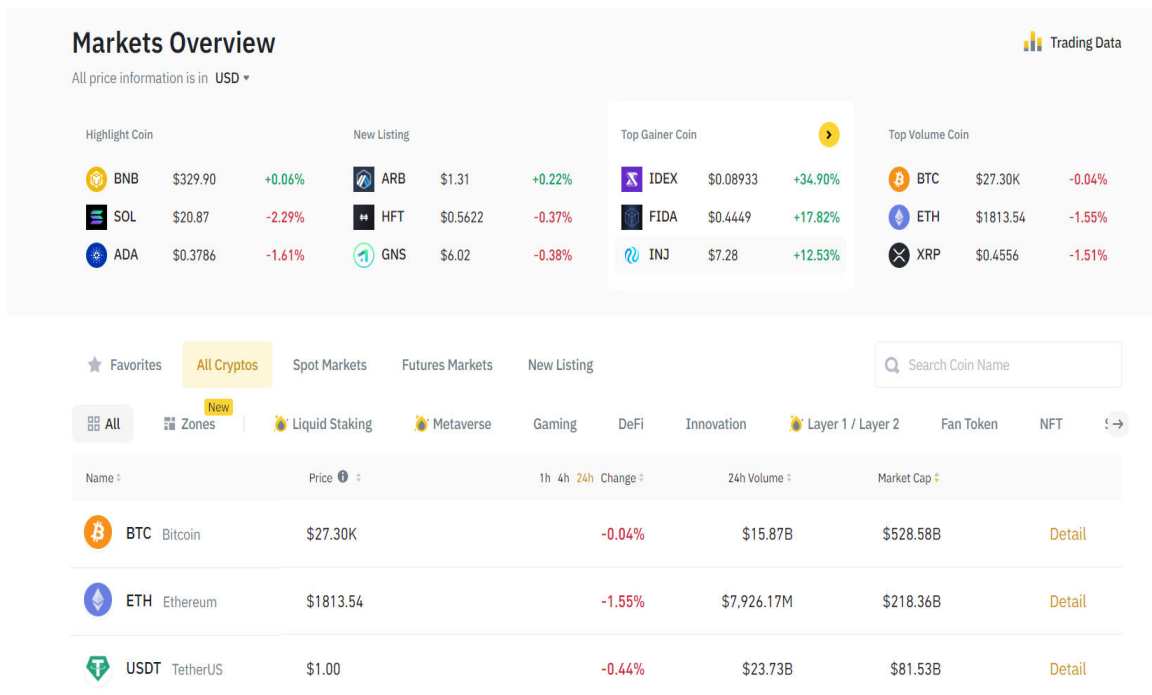 Markets Overview
Trading Data
All price information is in USD
Highlight Coin
BNB $329.90 +0.06%
SOL $20.87 -2.29%
ADA $0.3786 -1.61%
New Listing
ARB $1.31 +0.22%
HFT $0.5622 -0.37%
GNS $6.02 -0.38%
Top Gainer Coin
IDEX $0.08933 +34.90%
FIDA $0.4449 +17.82%
INJ $7.28 +12.53%
Top Volume Coin
BTC $27.30K -0.04%
ETH $1813.54 -1.55%
XRP $0.4556 -1.51%
Favorites All Cryptos Spot Markets Futures Markets New Listing Search Coin Name
New
All Zones Liquid Staking Metaverse Gaming DeFi Innovation Layer 1 / Layer 2 Fan Token NFT
Name Price 1h 4h 24h Change 24h Volume Market Cap
BTC Bitcoin $27.30K -0.04% $15.87B $528.58B Detail
ETH Ethereum $1813.54 -1.55% $7,926.17M $218.36B Detail
USDT TetherUS $1.00 -0.44% $23.73B $81.53B Detail